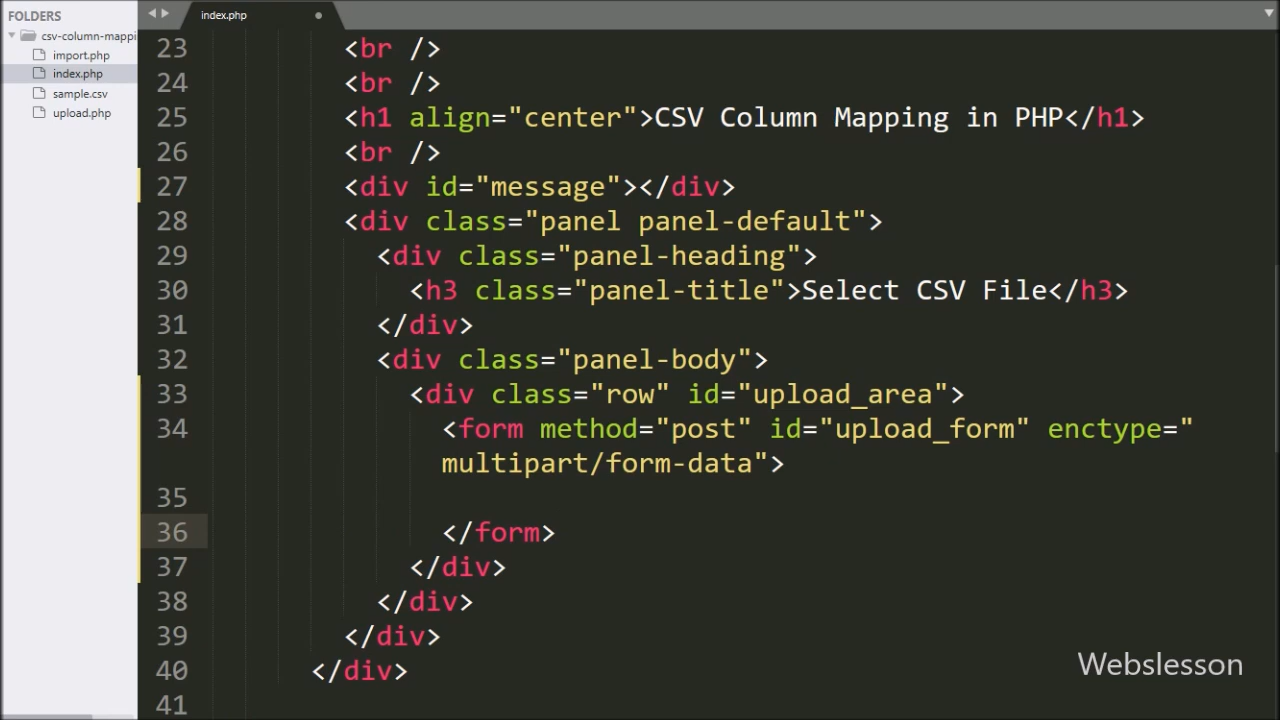 FOLDERS
csv-column-mappi
import.php
index.php
sample.csv
upload.php
index.php
23 <br />
24 <br />
25 <h1 align="center">CSV Column Mapping in PHP</h1>
26 <br />
27 <div id="message"></div>
28 <div class="panel panel-default">
29 <div class="panel-heading">
30 <h3 class="panel-title">Select CSV File</h3>
31 </div>
32 <div class="panel-body">
33 <div class="row" id="upload_area">
34 <form method="post" id="upload_form" enctype="
multipart/form-data">
35
36 </form>
37 </div>
38 </div>
39 </div>
40 </div>
41
Webslesson